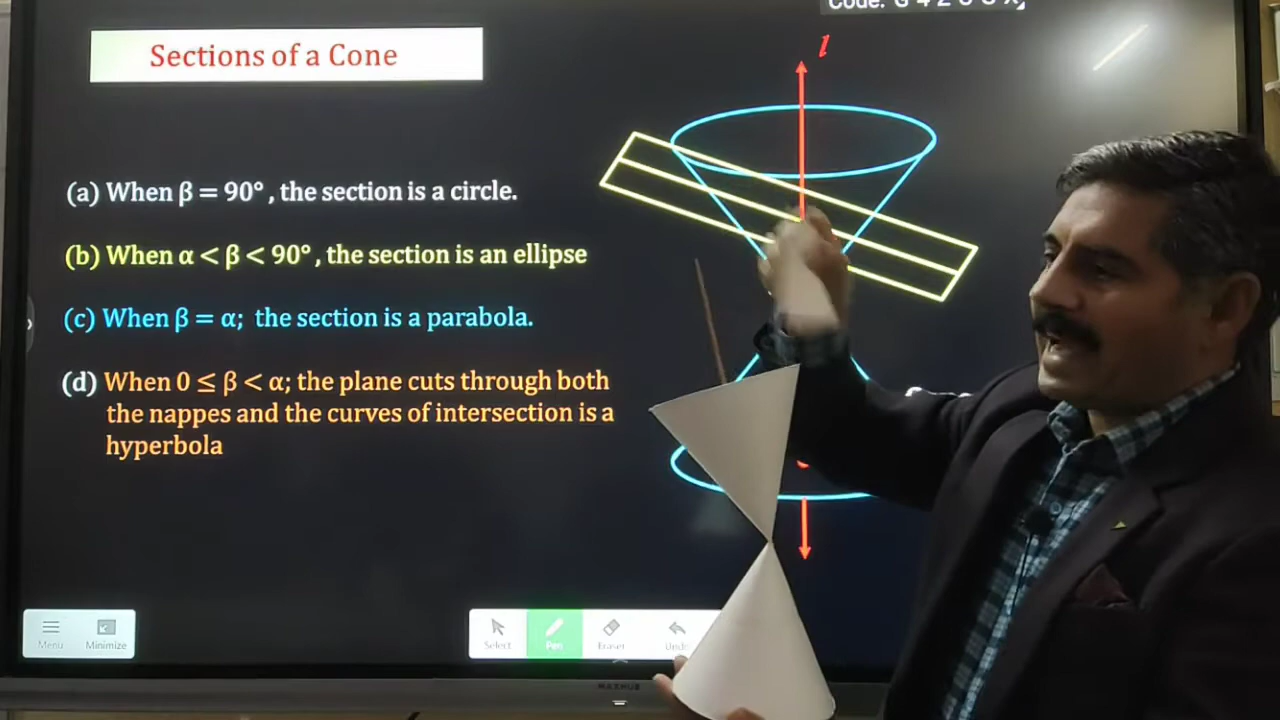 Sections of a Cone
l
(a) When β = 90° , the section is a circle.
(b) When α < β < 90° , the section is an ellipse
(c) When β = α; the section is a parabola.
(d) When 0 ≤ β < α; the plane cuts through both
the nappes and the curves of intersection is a
hyperbola
Menu
Minimize
Select
Pen
Eraser
Undo
MAXHUB